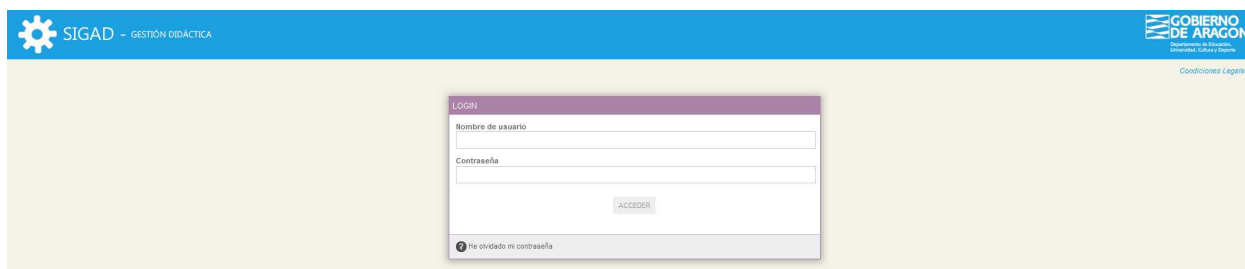 SIGAD – GESTIÓN DIDÁCTICA
GOBIERNO
DE ARAGON
Departamento de Educación,
Universidad, Cultura y Deporte
Condiciones Legale
LOGIN
Nombre de usuario
Contraseña
ACCEDER
? He olvidado mi contraseña